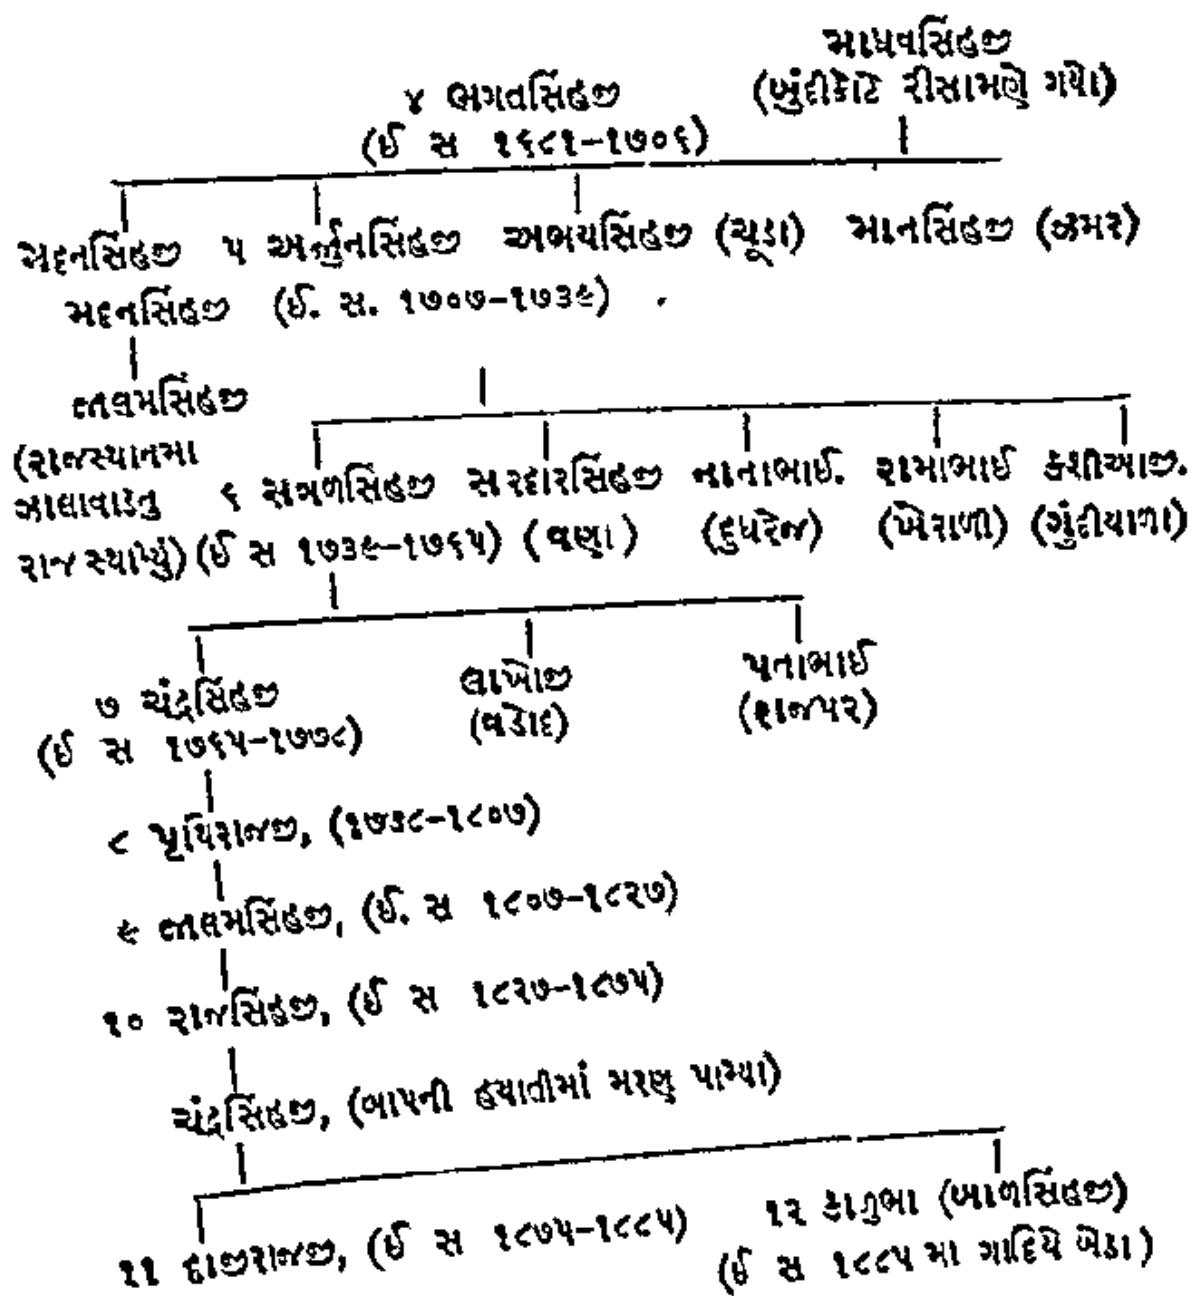 માધવસિંહજી
૪ ભગતસિંહજી (બુંદીકોટે રીસામણે ગયો)
(ઈ સ ૧૬૮૧–૧૭૦૬)
મદનસિંહજી ૫ અર્જુનસિંહજી અભયસિંહજી (ચૂડા) માનસિંહજી (જમર)
મદનસિંહજી (ઈ. સ. ૧૭૦૭–૧૭૩૯)
જાલમસિંહજી
(રાજસ્થાનમા
ઝાલાવાડનુ ૬ સબળસિંહજી સરદારસિંહજી નાનાભાઈ. રામાભાઈ કશીઆજી.
રાજ સ્થાપ્યું) (ઈ સ ૧૭૩૯–૧૭૬૫) (વણા) (દુધરેજ) (ખેરાળી) (ગુંદીયાળા)
૭ ચંદ્રસિંહજી લાખોજી પતાભાઈ
(ઈ સ ૧૭૬૫–૧૭૭૮) (વડોદ) (રાજપર)
૮ પૃથિરાજજી, (૧૭૩૮–૧૮૦૭)
૯ જાલમસિંહજી, (ઈ. સ ૧૮૦૭–૧૮૨૭)
૧૦ રાજસિંહજી, (ઈ સ ૧૮૨૭–૧૮૭૫)
ચંદ્રસિંહજી, (બાપની હયાતીમાં મરણ પામ્યા)
૧૧ દાજીરાજજી, (ઈ સ ૧૮૭૫–૧૮૮૫) ૧૨ કાળુભા (બાળસિંહજી)
(ઈ સ ૧૮૮૫ મા ગાદિયે બેઠા)